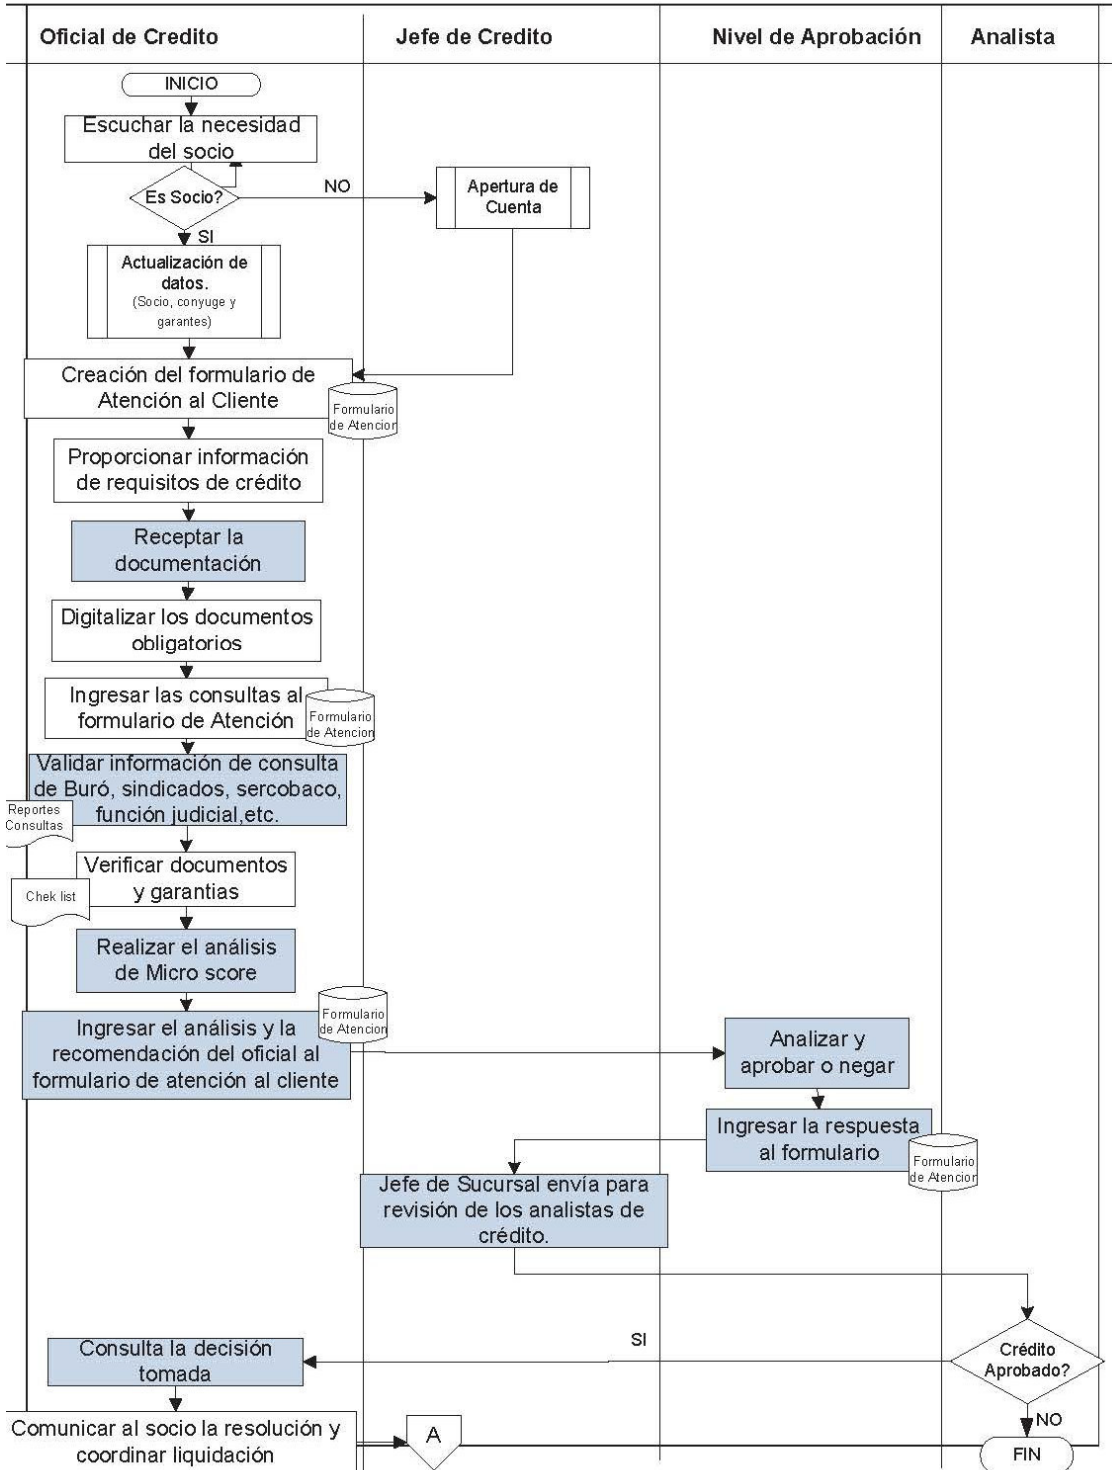 Oficial de Credito
Jefe de Credito
Nivel de Aprobación
Analista
INICIO
Escuchar la necesidad
del socio
Es Socio?
NO
Apertura de
Cuenta
SI
Actualización de
datos.
(Socio, conyuge y
garantes)
Creación del formulario de
Atención al Cliente
Formulario
de Atencion
Proporcionar información
de requisitos de crédito
Receptar la
documentación
Digitalizar los documentos
obligatorios
Ingresar las consultas al
formulario de Atención
Formulario
de Atencion
Validar información de consulta
de Buró, sindicados, sercobaco,
función judicial,etc.
Reportes
Consultas
Verificar documentos
y garantias
Chek list
Realizar el análisis
de Micro score
Formulario
de Atencion
Ingresar el análisis y la
recomendación del oficial al
formulario de atención al cliente
Analizar y
aprobar o negar
Ingresar la respuesta
al formulario
Formulario
de Atencion
Jefe de Sucursal envía para
revisión de los analistas de
crédito.
Crédito
Aprobado?
SI
Consulta la decisión
tomada
NO
Comunicar al socio la resolución y
coordinar liquidación
A
FIN